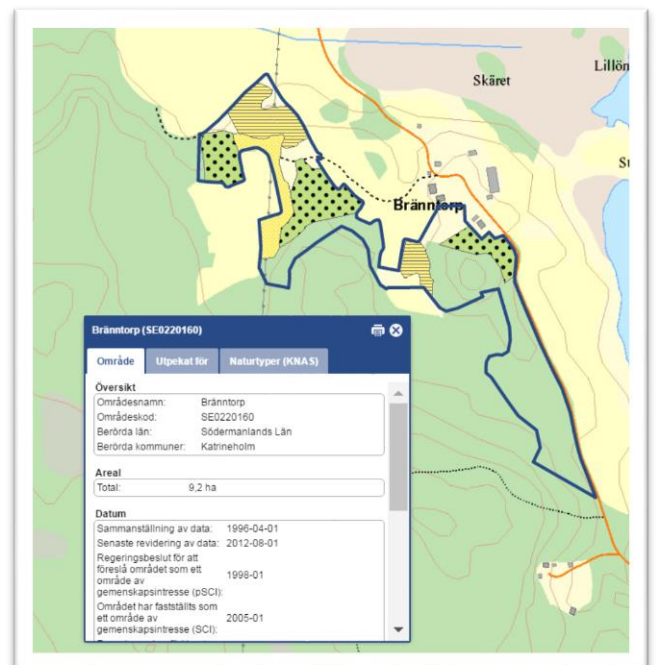 Skäret
Bränntorp
Bränntorp (SE0220160)
Område Utpekat för Naturtyper (KNAS)
Översikt
Områdesnamn: Bränntorp
Områdeskod: SE0220160
Berörda län: Södermanlands Län
Berörda kommuner: Katrineholm
Areal
Total: 9,2 ha
Datum
Sammanställning av data: 1996-04-01
Senaste revidering av data: 2012-08-01
Regeringsbeslut för att
föreslå området som ett
område av
gemenskapsintresse (pSCI): 1998-01
Området har fastställts som
ett område av
gemenskapsintresse (SCI): 2005-01